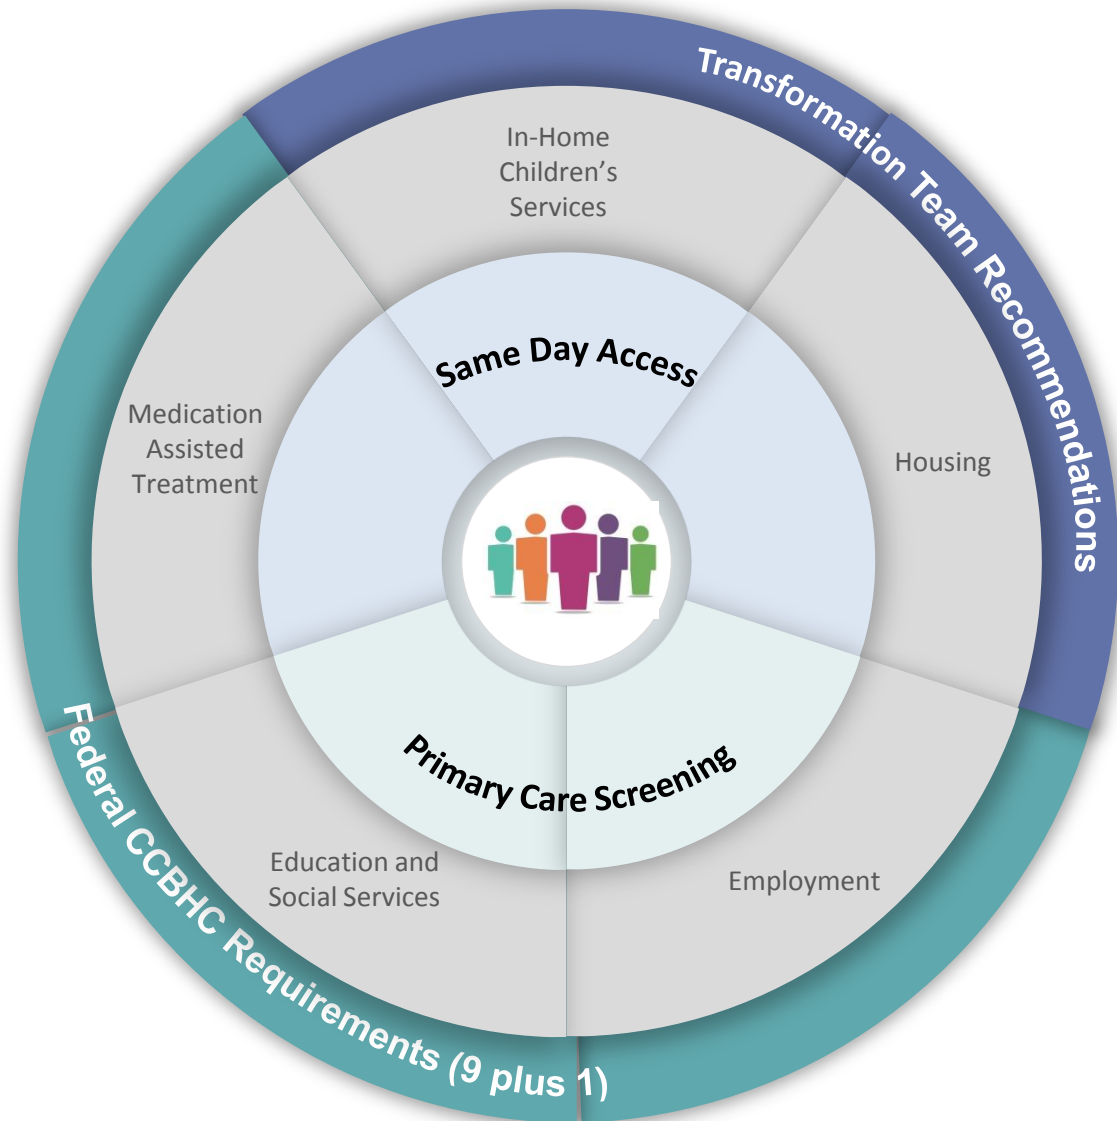 Transformation Team Recommendations
In-Home
Children’s
Services
Same Day Access
Medication
Assisted
Treatment
Housing
Primary Care Screening
Education and
Social Services
Employment
Federal CCBHC Requirements (9 plus 1)